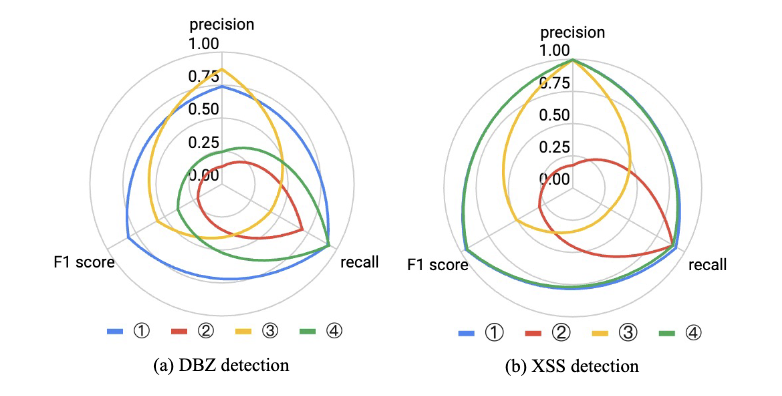 precision
1.00
0.75
0.50
0.25
0.00
F1 score
recall
① ② ③ ④
(a) DBZ detection
precision
1.00
0.75
0.50
0.25
0.00
F1 score
recall
① ② ③ ④
(b) XSS detection